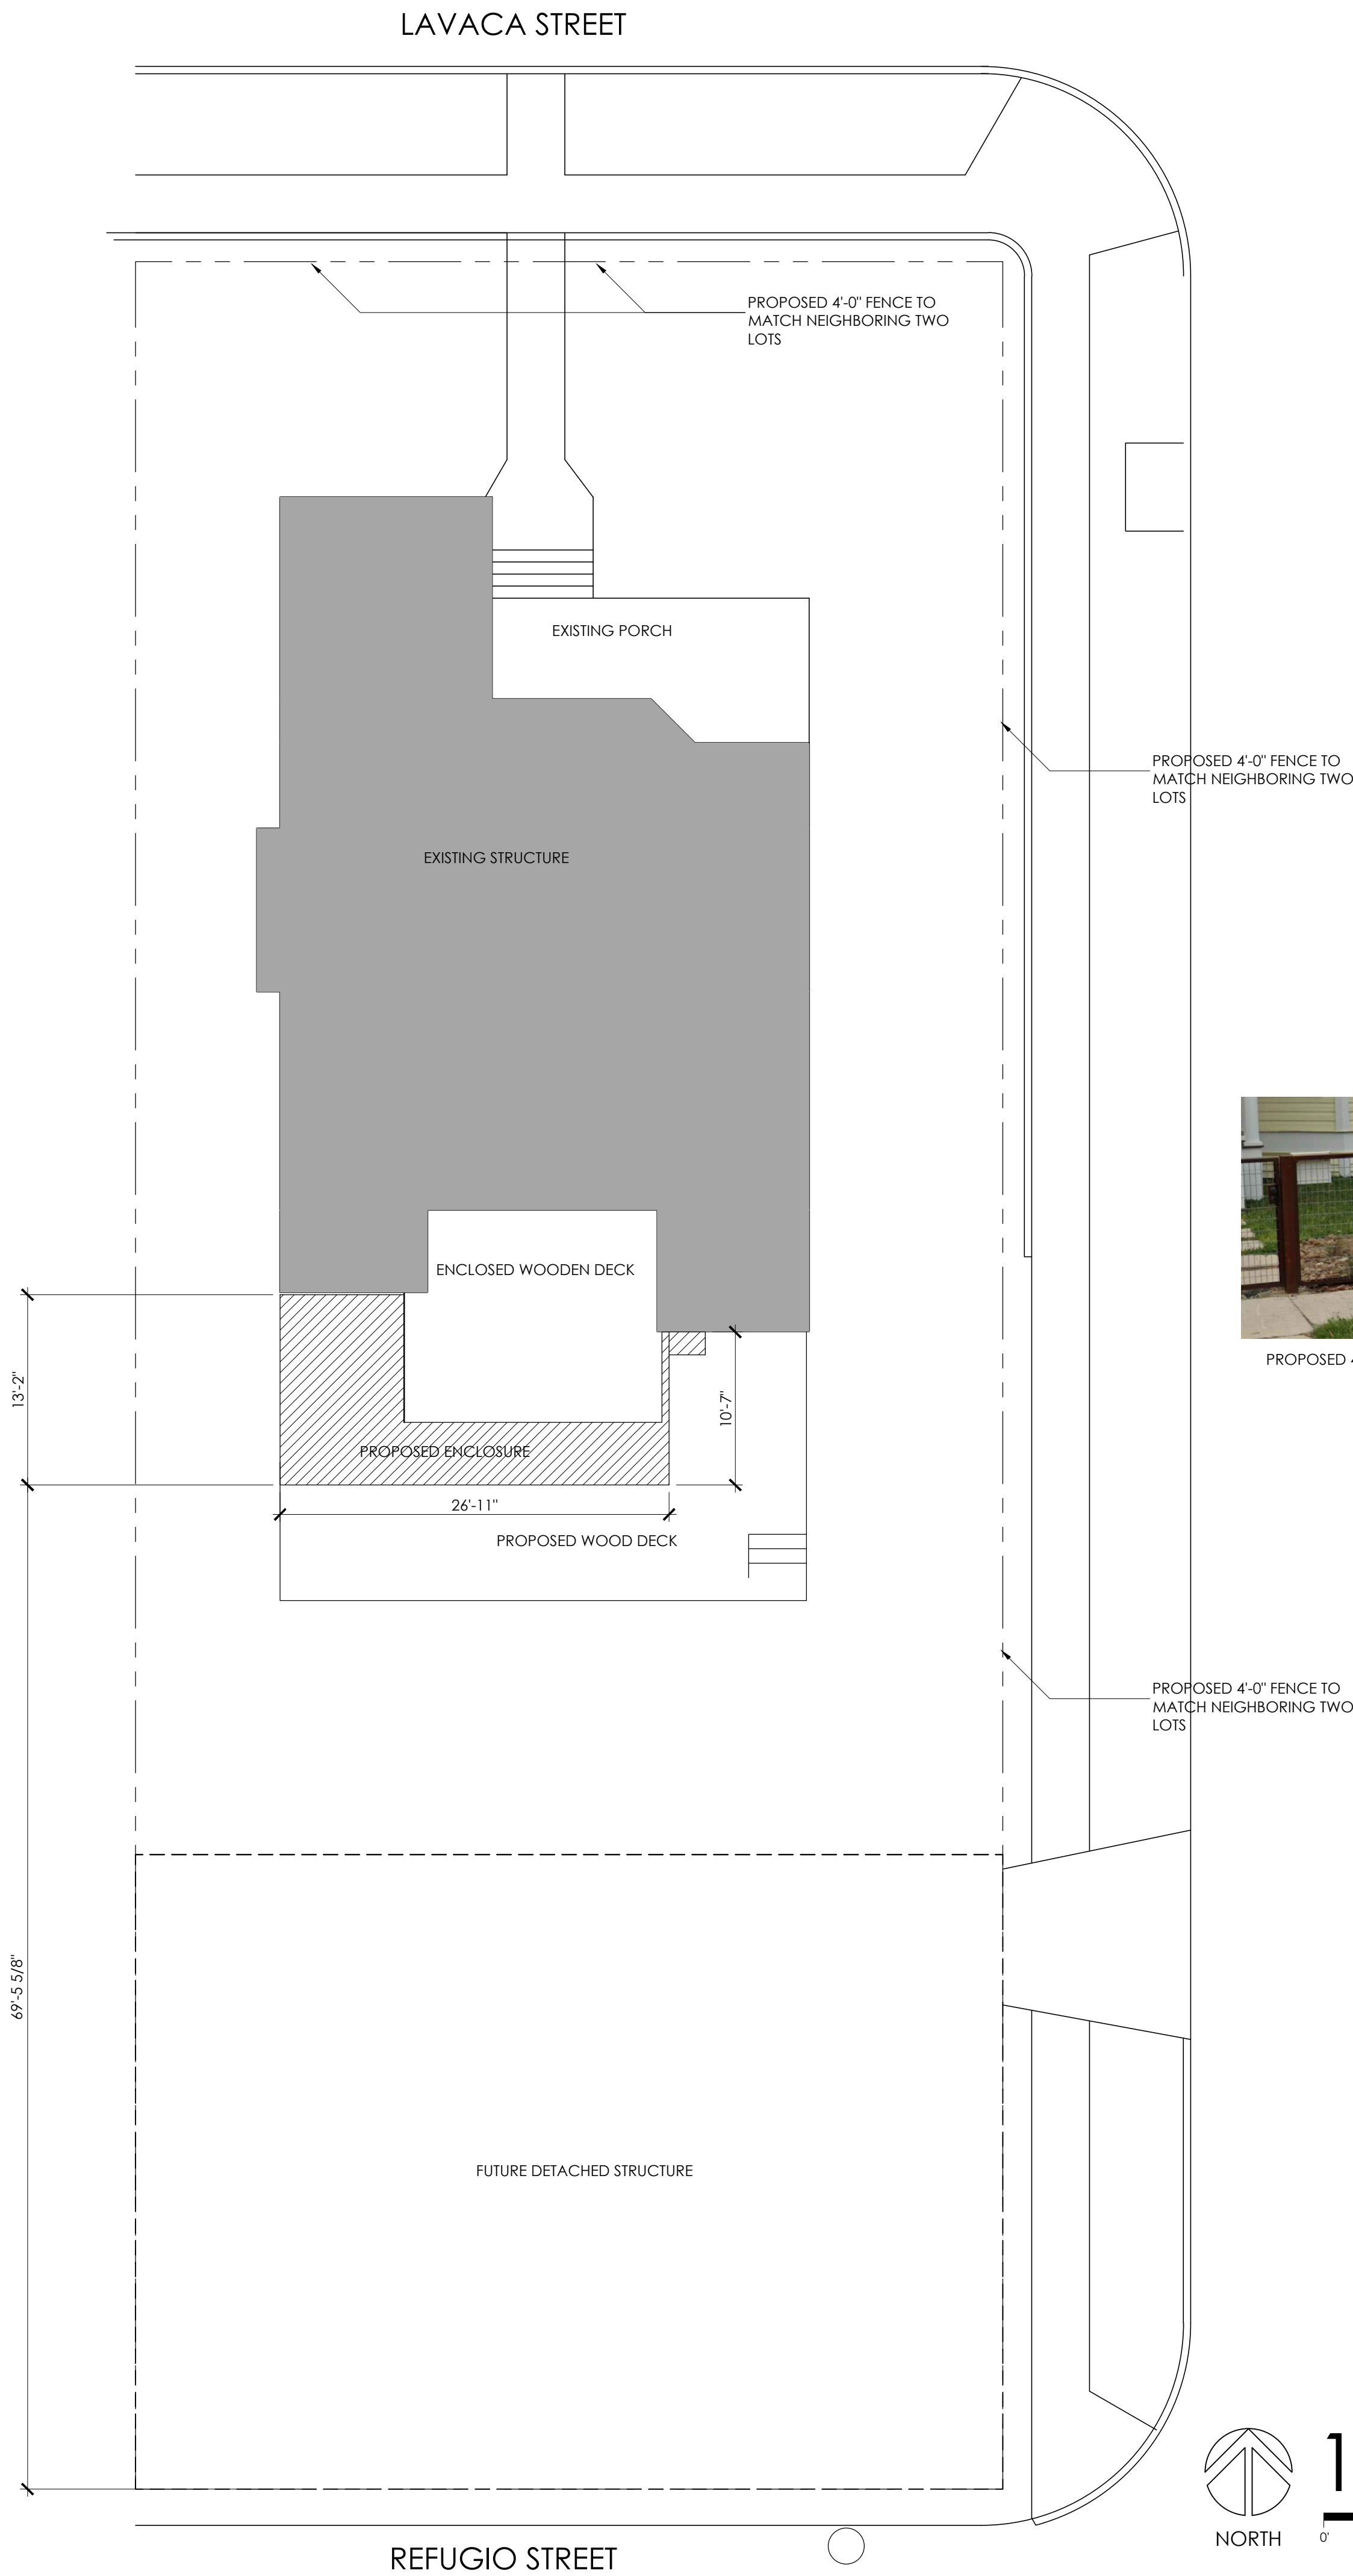 LAVACA STREET
PROPOSED 4'-0" FENCE TO
MATCH NEIGHBORING TWO
LOTS
EXISTING PORCH
PROPOSED 4'-0" FENCE TO
MATCH NEIGHBORING TWO
LOTS
EXISTING STRUCTURE
ENCLOSED WOODEN DECK
PROPOSED 4
13'-2"
10'-7"
PROPOSED ENCLOSURE
26'-11"
PROPOSED WOOD DECK
PROPOSED 4'-0" FENCE TO
MATCH NEIGHBORING TWO
LOTS
69'-5 5/8"
FUTURE DETACHED STRUCTURE
1
NORTH
0'
REFUGIO STREET